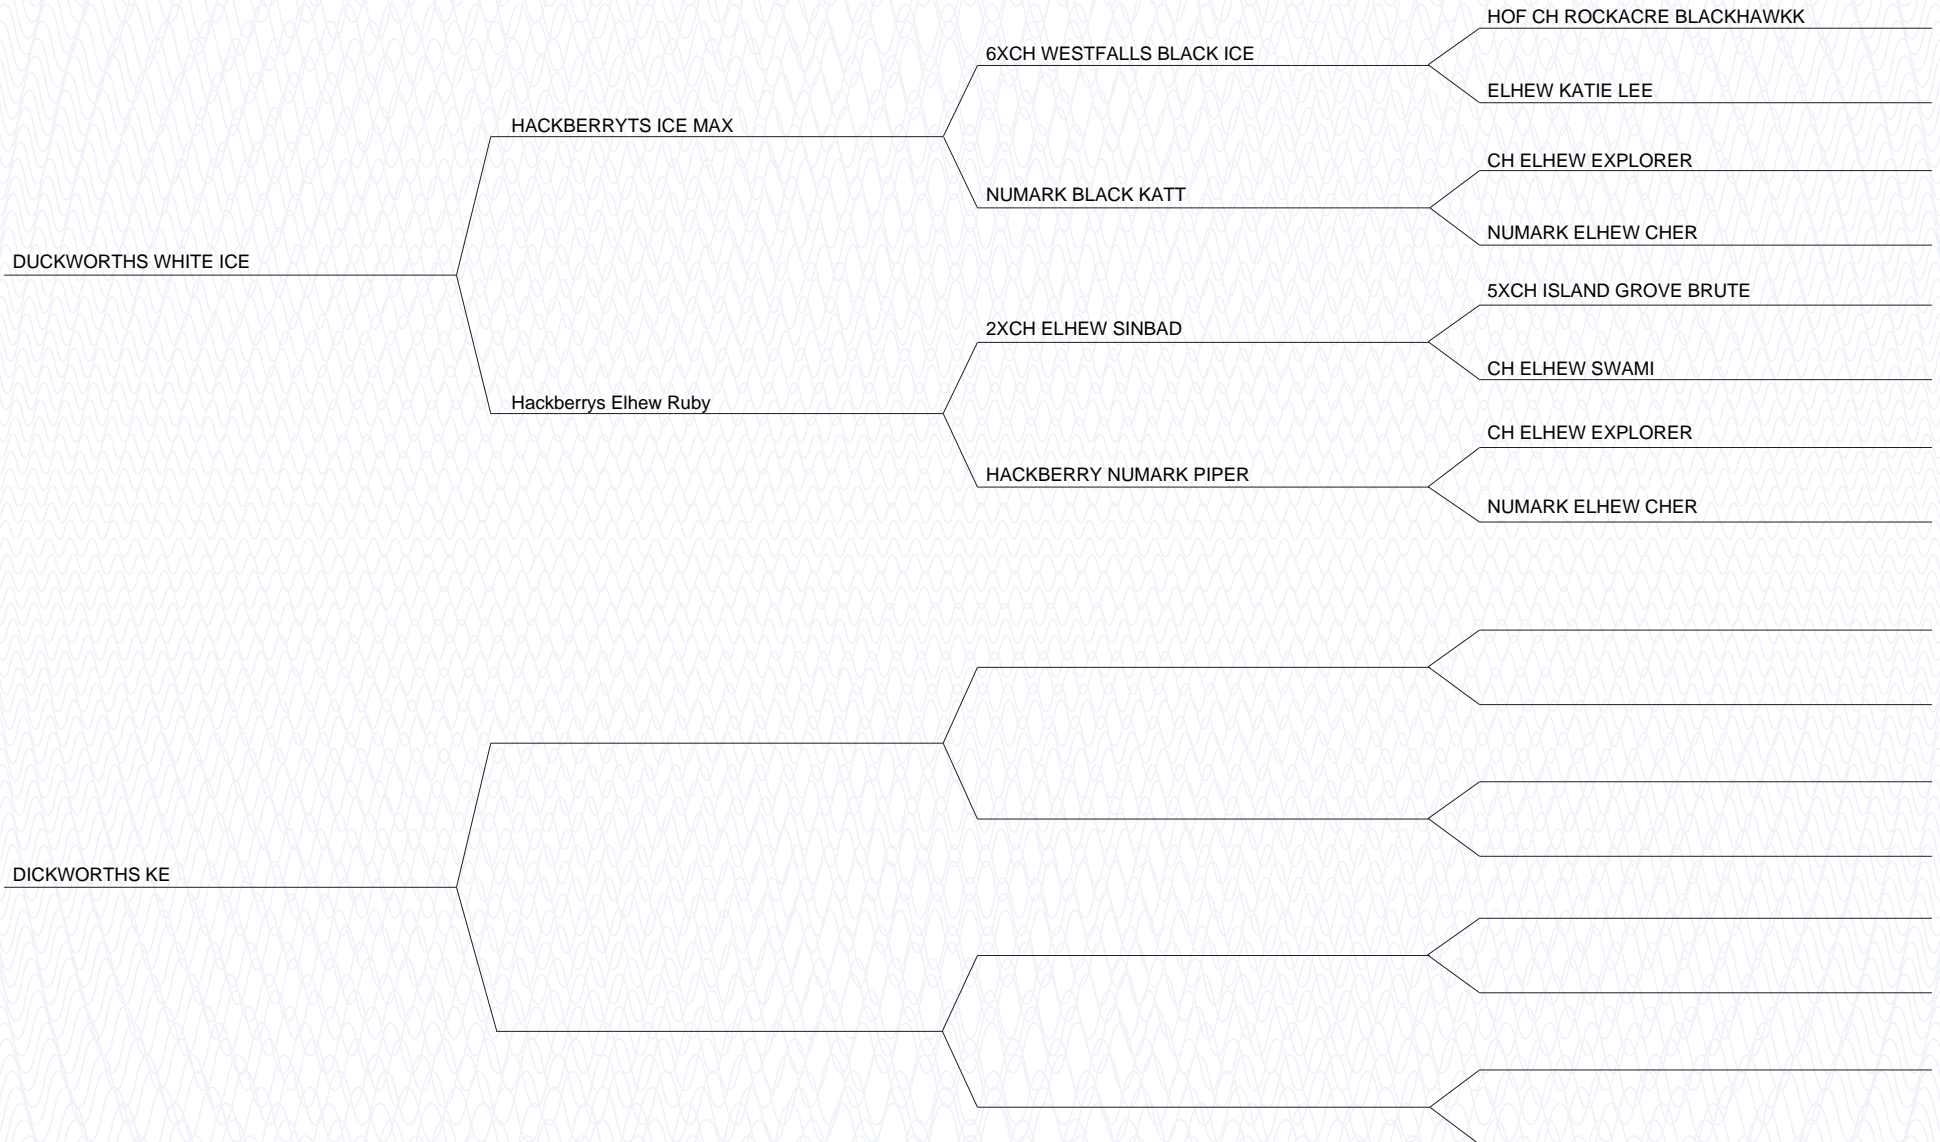 HOF CH ROCKACRE BLACKHAWKK
6XCH WESTFALLS BLACK ICE
ELHEW KATIE LEE
HACKBERRYTS ICE MAX
CH ELHEW EXPLORER
NUMARK BLACK KATT
NUMARK ELHEW CHER
DUCKWORTHS WHITE ICE
5XCH ISLAND GROVE BRUTE
2XCH ELHEW SINBAD
CH ELHEW SWAMI
Hackberrys Elhew Ruby
CH ELHEW EXPLORER
HACKBERRY NUMARK PIPER
NUMARK ELHEW CHER
DICKWORTHS KE